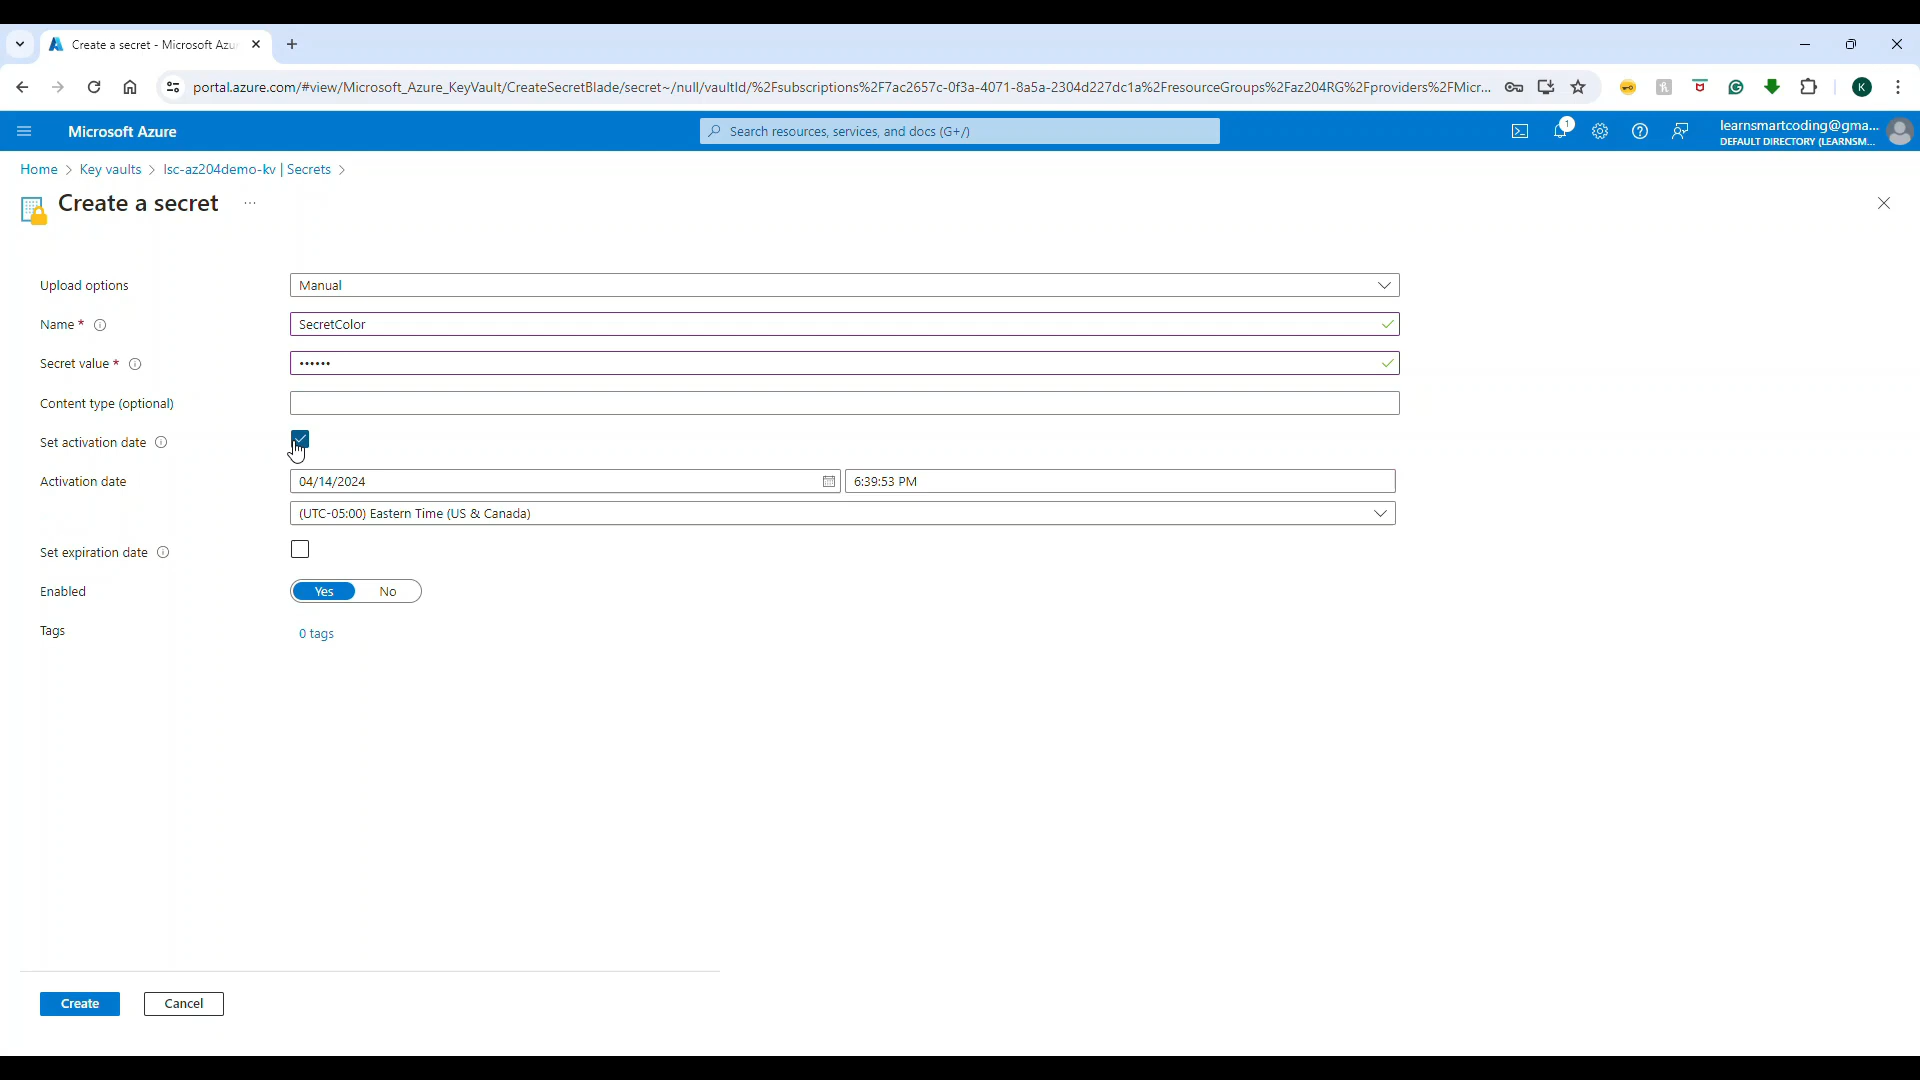 Create a secret - Microsoft Azu
portal.azure.com/#view/Microsoft_Azure_KeyVault/CreateSecretBlade/secret~/null/vaultId/%2Fsubscriptions%2F7ac2657c-0f3a-4071-8a5a-2304d227dc1a%2FresourceGroups%2Faz204RG%2Fproviders%2FMicr...
K
Microsoft Azure
Search resources, services, and docs (G+/)
1
learnsmartcoding@gma...
DEFAULT DIRECTORY (LEARNSM...
Home > Key vaults > lsc-az204demo-kv | Secrets >
Create a secret ...
Upload options
Manual
Name *
SecretColor
Secret value *
••••••
Content type (optional)
Set activation date
Activation date
04/14/2024
6:39:53 PM
(UTC-05:00) Eastern Time (US & Canada)
Set expiration date
Enabled
Yes No
Tags
0 tags
Create
Cancel